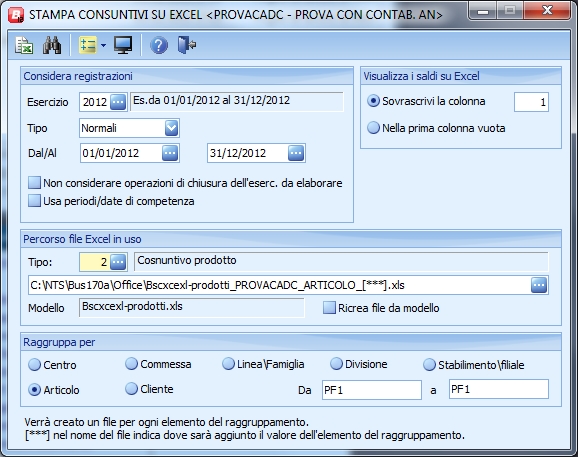 STAMPA CONSUNTIVI SU EXCEL <PROVACADC - PROVA CON CONTAB. AN>
Considera registrazioni
Esercizio 2012 ... Es.da 01/01/2012 al 31/12/2012
Tipo Normali
Dal/Al 01/01/2012 ... 31/12/2012 ...
Non considerare operazioni di chiusura dell'eserc. da elaborare
Usa periodi/date di competenza
Visualizza i saldi su Excel
Sovrascrivi la colonna 1
Nella prima colonna vuota
Percorso file Excel in uso
Tipo: 2 ... Cosnuntivo prodotto
C:\NTS\Bus170a\Office\Bscxcexl-prodotti_PROVACADC_ARTICOLO_[***].xls ...
Modello Bscxcexl-prodotti.xls Ricrea file da modello
Raggruppa per
Centro Commessa Linea\Famiglia Divisione Stabilimento\filiale
Articolo Cliente Da PF1 a PF1
Verrà creato un file per ogni elemento del raggruppamento.
[***] nel nome del file indica dove sarà aggiunto il valore dell'elemento del raggruppamento.